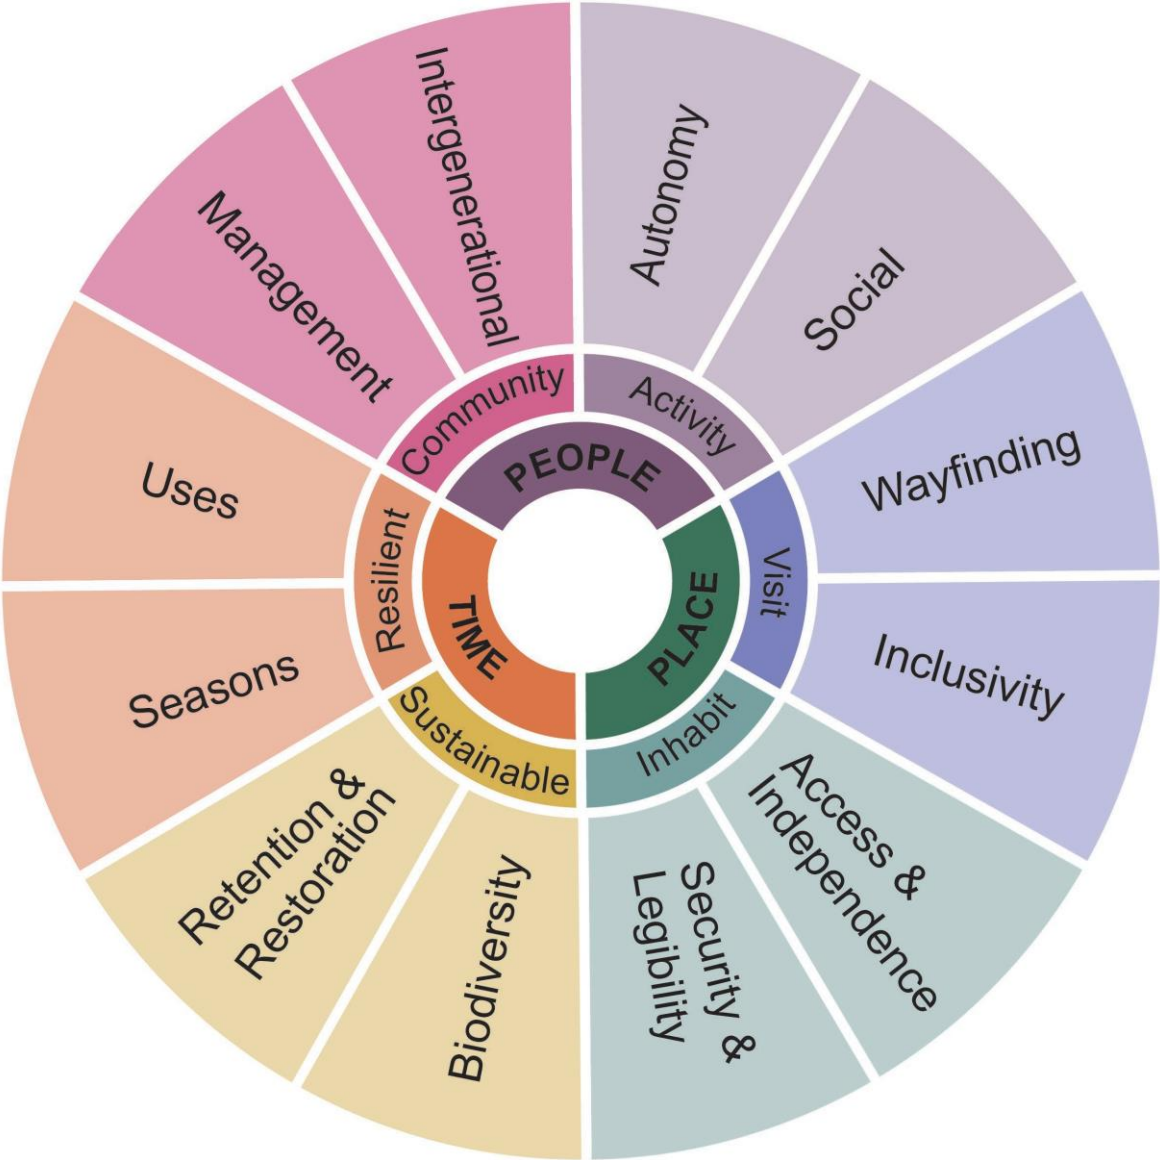 PEOPLE
PLACE
TIME
Community
Activity
Visit
Inhabit
Sustainable
Resilient
Intergenerational
Autonomy
Social
Wayfinding
Inclusivity
Access &
Independence
Security &
Legibility
Biodiversity
Retention &
Restoration
Seasons
Uses
Management